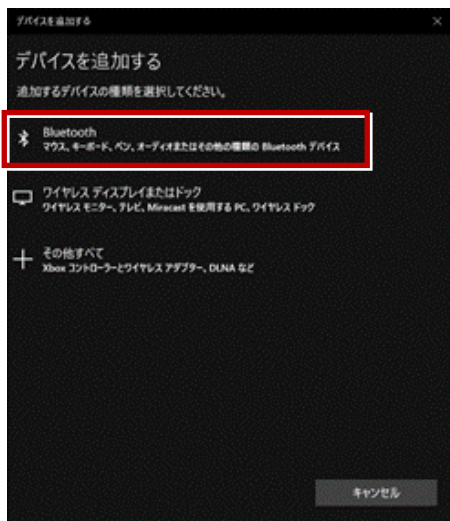 デバイスを追加する
デバイスを追加する
追加するデバイスの種類を選択してください。
Bluetooth
マウス、キーボード、ペン、オーディオまたはその他の種類の Bluetooth デバイス
ワイヤレス ディスプレイまたはドック
ワイヤレス モニター、テレビ、Miracast を使用する PC、ワイヤレス ドック
その他すべて
Xbox コントローラーとワイヤレス アダプター、DLNA など
キャンセル